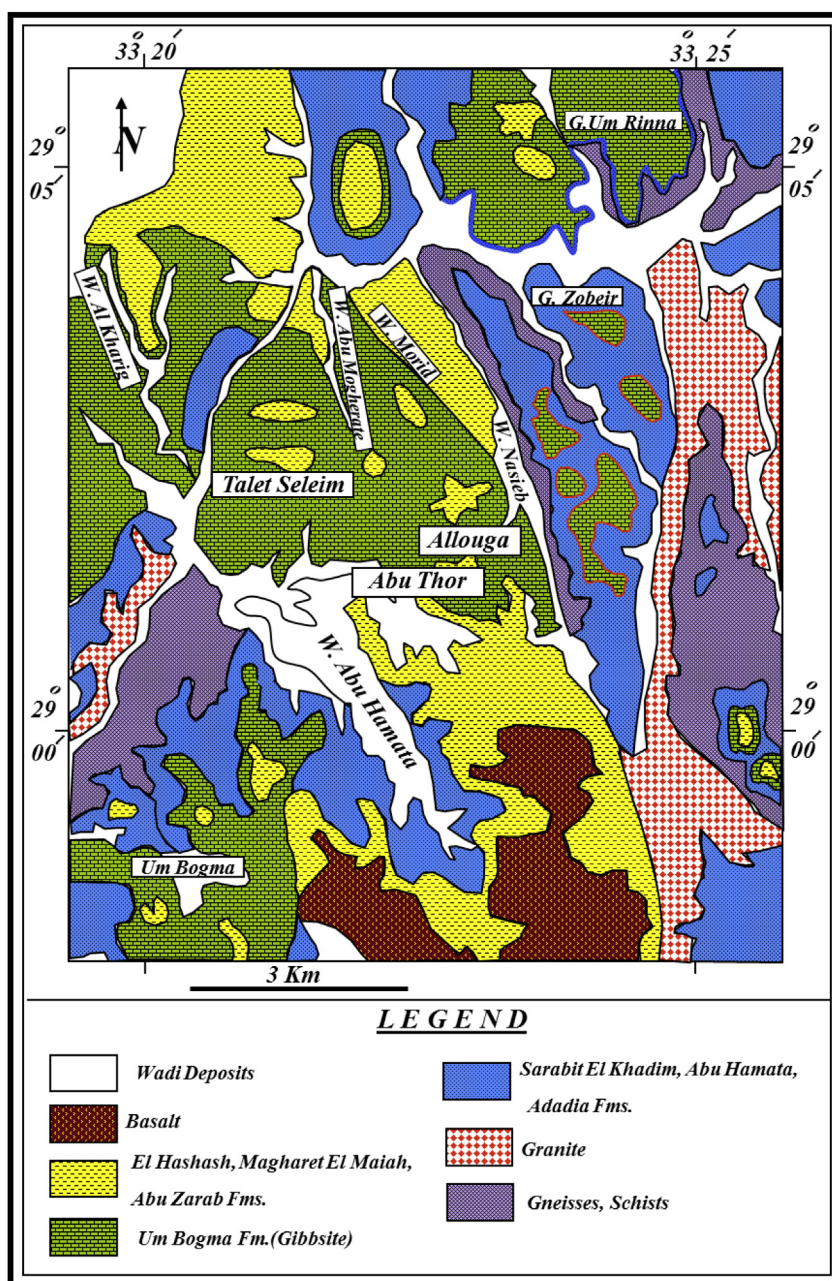 33° 20'
33° 25'
N
G.Um Rinna
29° 05'
29° 05'
W. Al Kharig
W. Abu Mogherate
W. Morid
G. Zobeir
W. Nasieb
Talet Seleim
Allouga
Abu Thor
W. Abu Hamata
29° 00'
29° 00'
Um Bogma
3 Km
LEGEND
Wadi Deposits
Basalt
El Hashash, Magharet El Maiah,
Abu Zarab Fms.
Um Bogma Fm.(Gibbsite)
Sarabit El Khadim, Abu Hamata,
Adadia Fms.
Granite
Gneisses, Schists